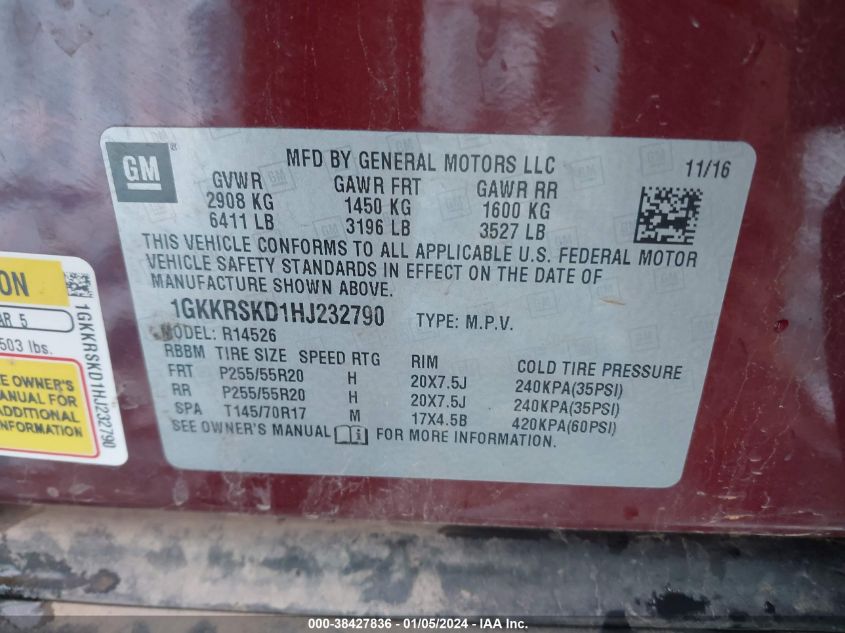 GM
®
MFD BY GENERAL MOTORS LLC
11/16
GVWR GAWR FRT GAWR RR
2908 KG 1450 KG 1600 KG
6411 LB 3196 LB 3527 LB
THIS VEHICLE CONFORMS TO ALL APPLICABLE U.S. FEDERAL MOTOR
VEHICLE SAFETY STANDARDS IN EFFECT ON THE DATE OF
MANUFACTURE SHOWN ABOVE.
1GKKRSKD1HJ232790 TYPE: M.P.V.
MODEL: R14526
RBBM TIRE SIZE SPEED RTG RIM COLD TIRE PRESSURE
FRT P255/55R20 H 20X7.5J 240KPA(35PSI)
RR P255/55R20 H 20X7.5J 240KPA(35PSI)
SPA T145/70R17 M 17X4.5B 420KPA(60PSI)
SEE OWNER'S MANUAL i FOR MORE INFORMATION.
ON
AR 5
503 lbs.
OWNER'S
MANUAL FOR
ADDITIONAL
1GKKRSKD1HJ232790
000-38427836 - 01/05/2024 - IAA Inc.